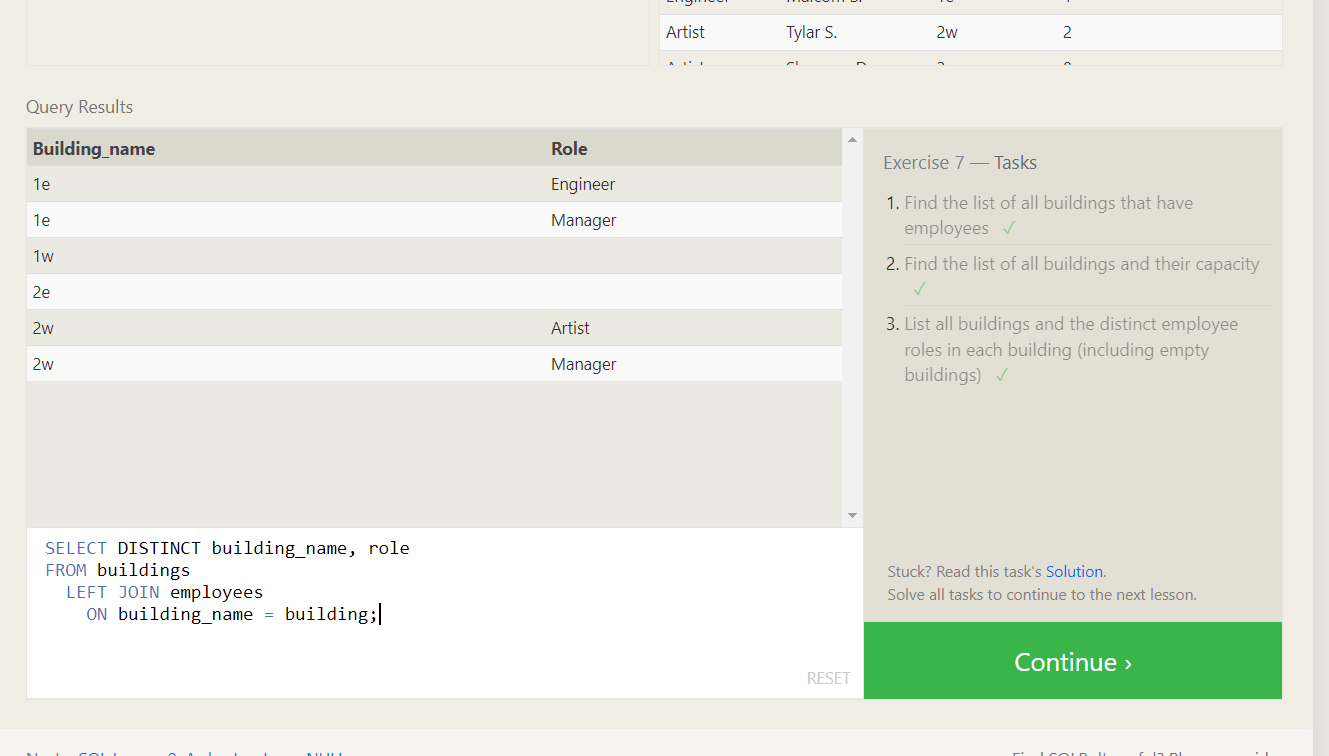 Artist Tylar S. 2w 2
Query Results
Building_name Role
1e Engineer
1e Manager
1w
2e
2w Artist
2w Manager
Exercise 7 — Tasks
1. Find the list of all buildings that have
employees ✓
2. Find the list of all buildings and their capacity
✓
3. List all buildings and the distinct employee
roles in each building (including empty
buildings) ✓
SELECT DISTINCT building_name, role
FROM buildings
LEFT JOIN employees
ON building_name = building;
RESET
Stuck? Read this task's Solution.
Solve all tasks to continue to the next lesson.
Continue ›